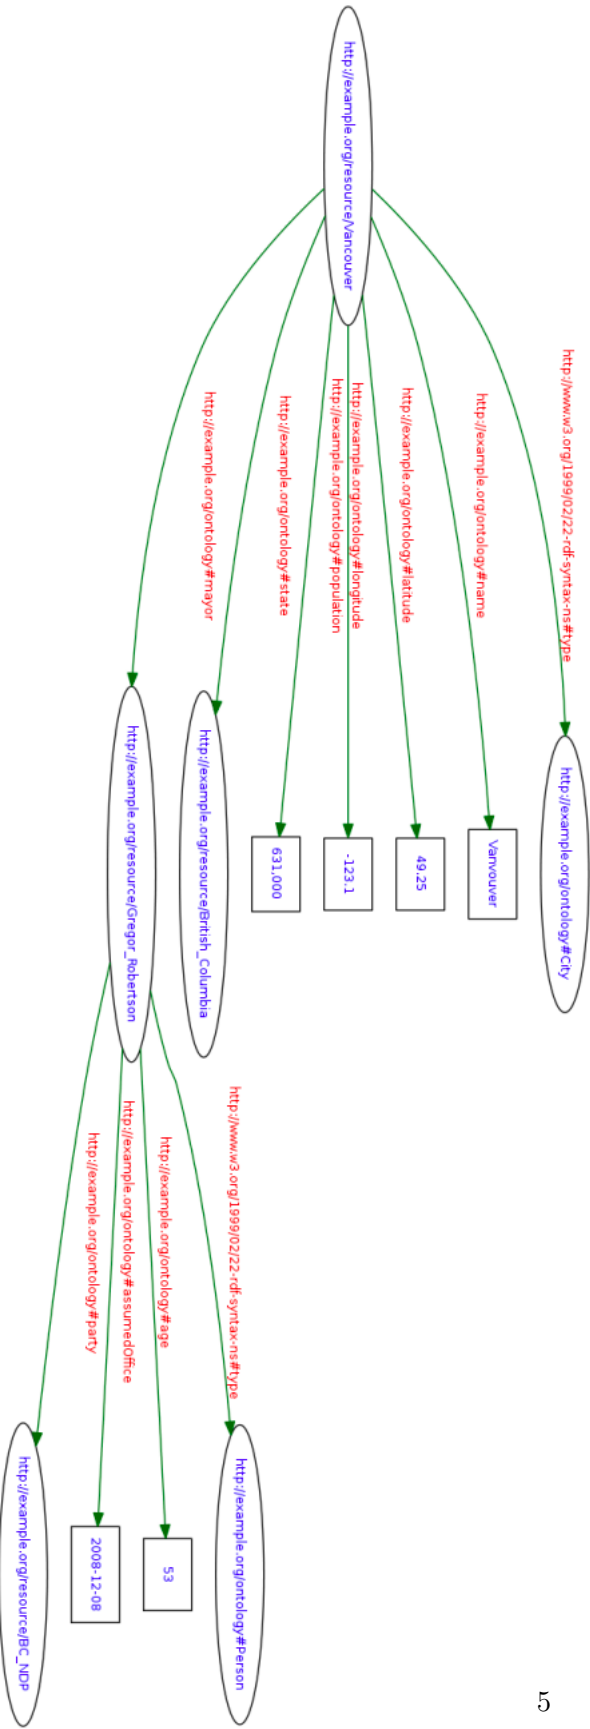 http://example.org/resource/Vancouver
http://www.w3.org/1999/02/22-rdf-syntax-ns#type
http://example.org/ontology#name
http://example.org/ontology#latitude
http://example.org/ontology#longitude
http://example.org/ontology#population
http://example.org/ontology#state
http://example.org/ontology#mayor
http://example.org/ontology#City
Vanvouver
49.25
-123.1
631,000
http://example.org/resource/British_Columbia
http://example.org/resource/Gregor_Robertson
http://www.w3.org/1999/02/22-rdf-syntax-ns#type
http://example.org/ontology#age
http://example.org/ontology#assumedOffice
http://example.org/ontology#party
http://example.org/ontology#Person
53
2008-12-08
http://example.org/resource/BC_NDP
5